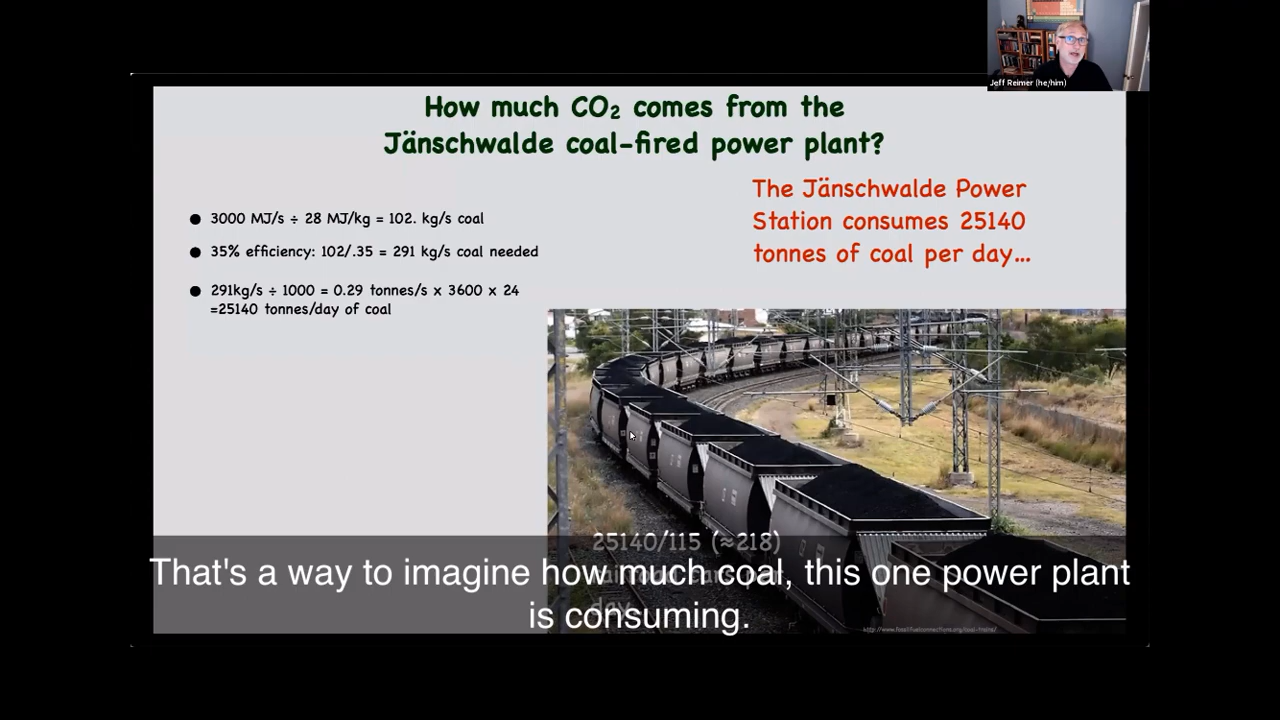 Jeff Reimer (he/him)
How much CO₂ comes from the
Jänschwalde coal-fired power plant?
● 3000 MJ/s ÷ 28 MJ/kg = 102. kg/s coal
● 35% efficiency: 102/.35 = 291 kg/s coal needed
● 291kg/s ÷ 1000 = 0.29 tonnes/s x 3600 x 24
=25140 tonnes/day of coal
The Jänschwalde Power
Station consumes 25140
tonnes of coal per day...
25140/115 (≈218)
cars per
day
That's a way to imagine how much coal, this one power plant
is consuming.